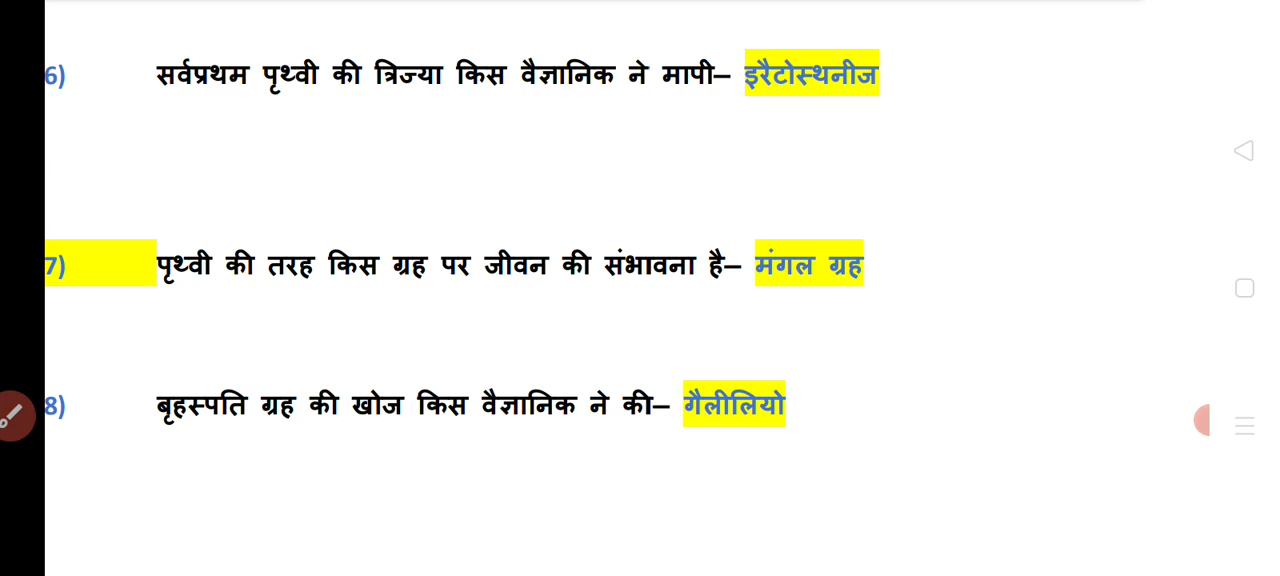 6) सर्वप्रथम पृथ्वी की त्रिज्या किस वैज्ञानिक ने मापी– इरैटोस्थनीज
7) पृथ्वी की तरह किस ग्रह पर जीवन की संभावना है– मंगल ग्रह
8) बृहस्पति ग्रह की खोज किस वैज्ञानिक ने की– गैलीलियो